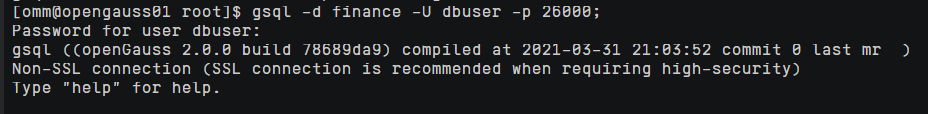 [omm@opengauss01 root]$ gsql -d finance -U dbuser -p 26000;
Password for user dbuser:
gsql ((openGauss 2.0.0 build 78689da9) compiled at 2021-03-31 21:03:52 commit 0 last mr  )
Non-SSL connection (SSL connection is recommended when requiring high-security)
Type "help" for help.